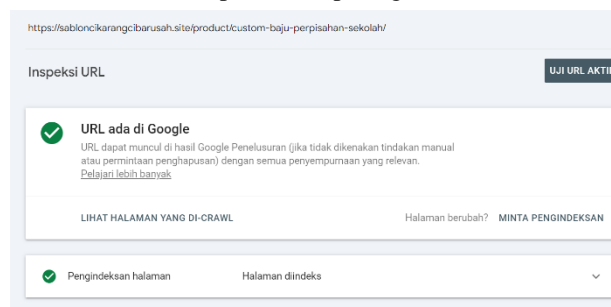 https://sabloncikarangcibarusah.site/product/custom-baju-perpisahan-sekolah/
Inspeksi URL
UJI URL AKTIF
URL ada di Google
URL dapat muncul di hasil Google Penelusuran (jika tidak dikenakan tindakan manual
atau permintaan penghapusan) dengan semua penyempurnaan yang relevan.
Pelajari lebih banyak
LIHAT HALAMAN YANG DI-CRAWL
Halaman berubah? MINTA PENGINDEKSAN
Pengindeksan halaman
Halaman diindeks